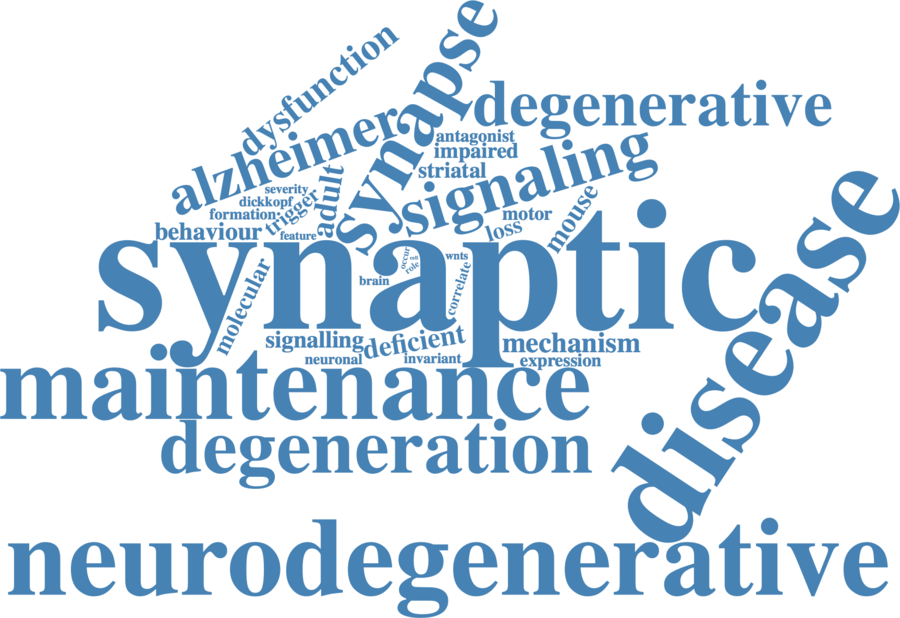 synapse
dysfunction
degenerative
alzheimer
antagonist
impaired
signaling
striatal
severity
adult
dickkopf
trigger
formation
mouse
motor
loss
behaviour
feature
disease
synaptic
occur
role
wnts
brain
correlate
molecular
signalling
deficient
mechanism
neuronal
invariant
expression
maintenance
degeneration
neurodegenerative